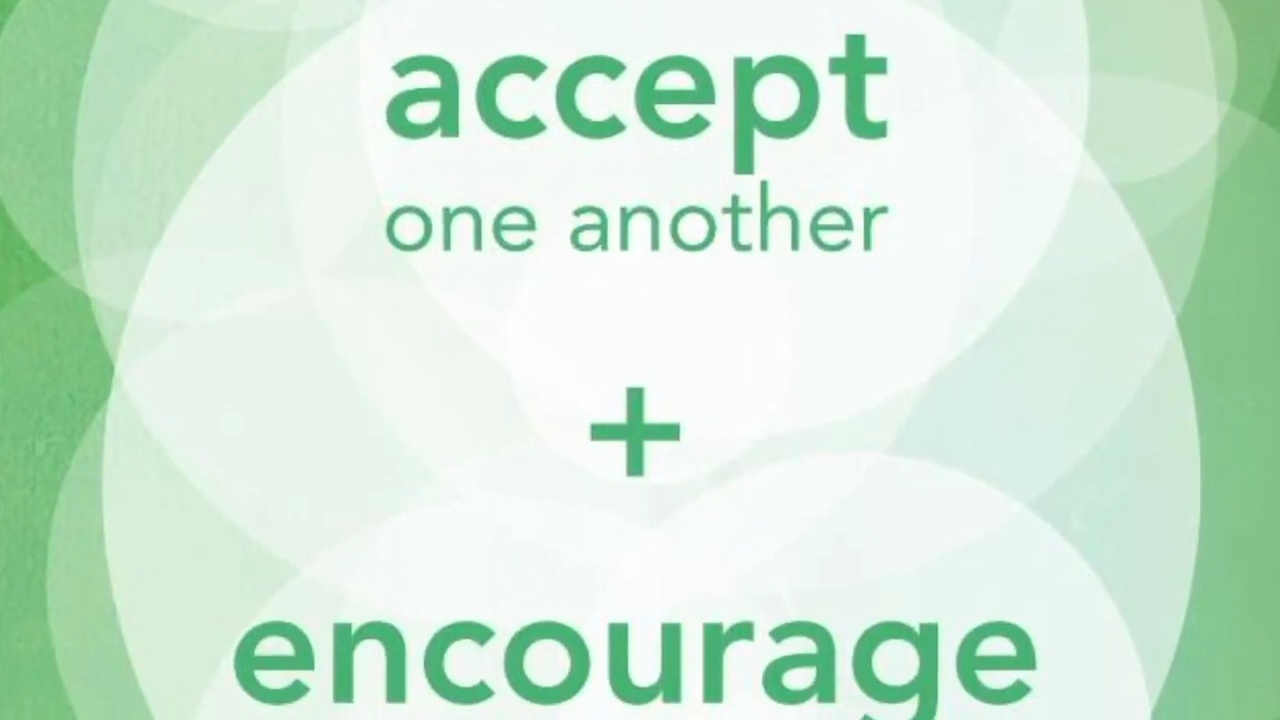 accept
one another
+
encourage